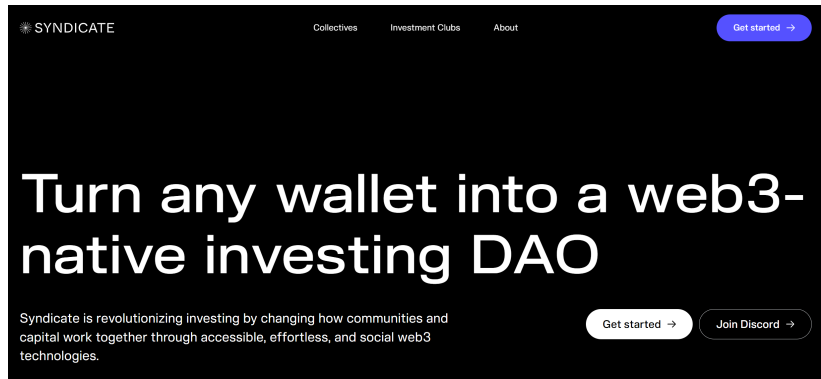 SYNDICATE
Collectives
Investment Clubs
About
Get started →
Turn any wallet into a web3-
native investing DAO
Syndicate is revolutionizing investing by changing how communities and
capital work together through accessible, effortless, and social web3
technologies.
Get started →
Join Discord →